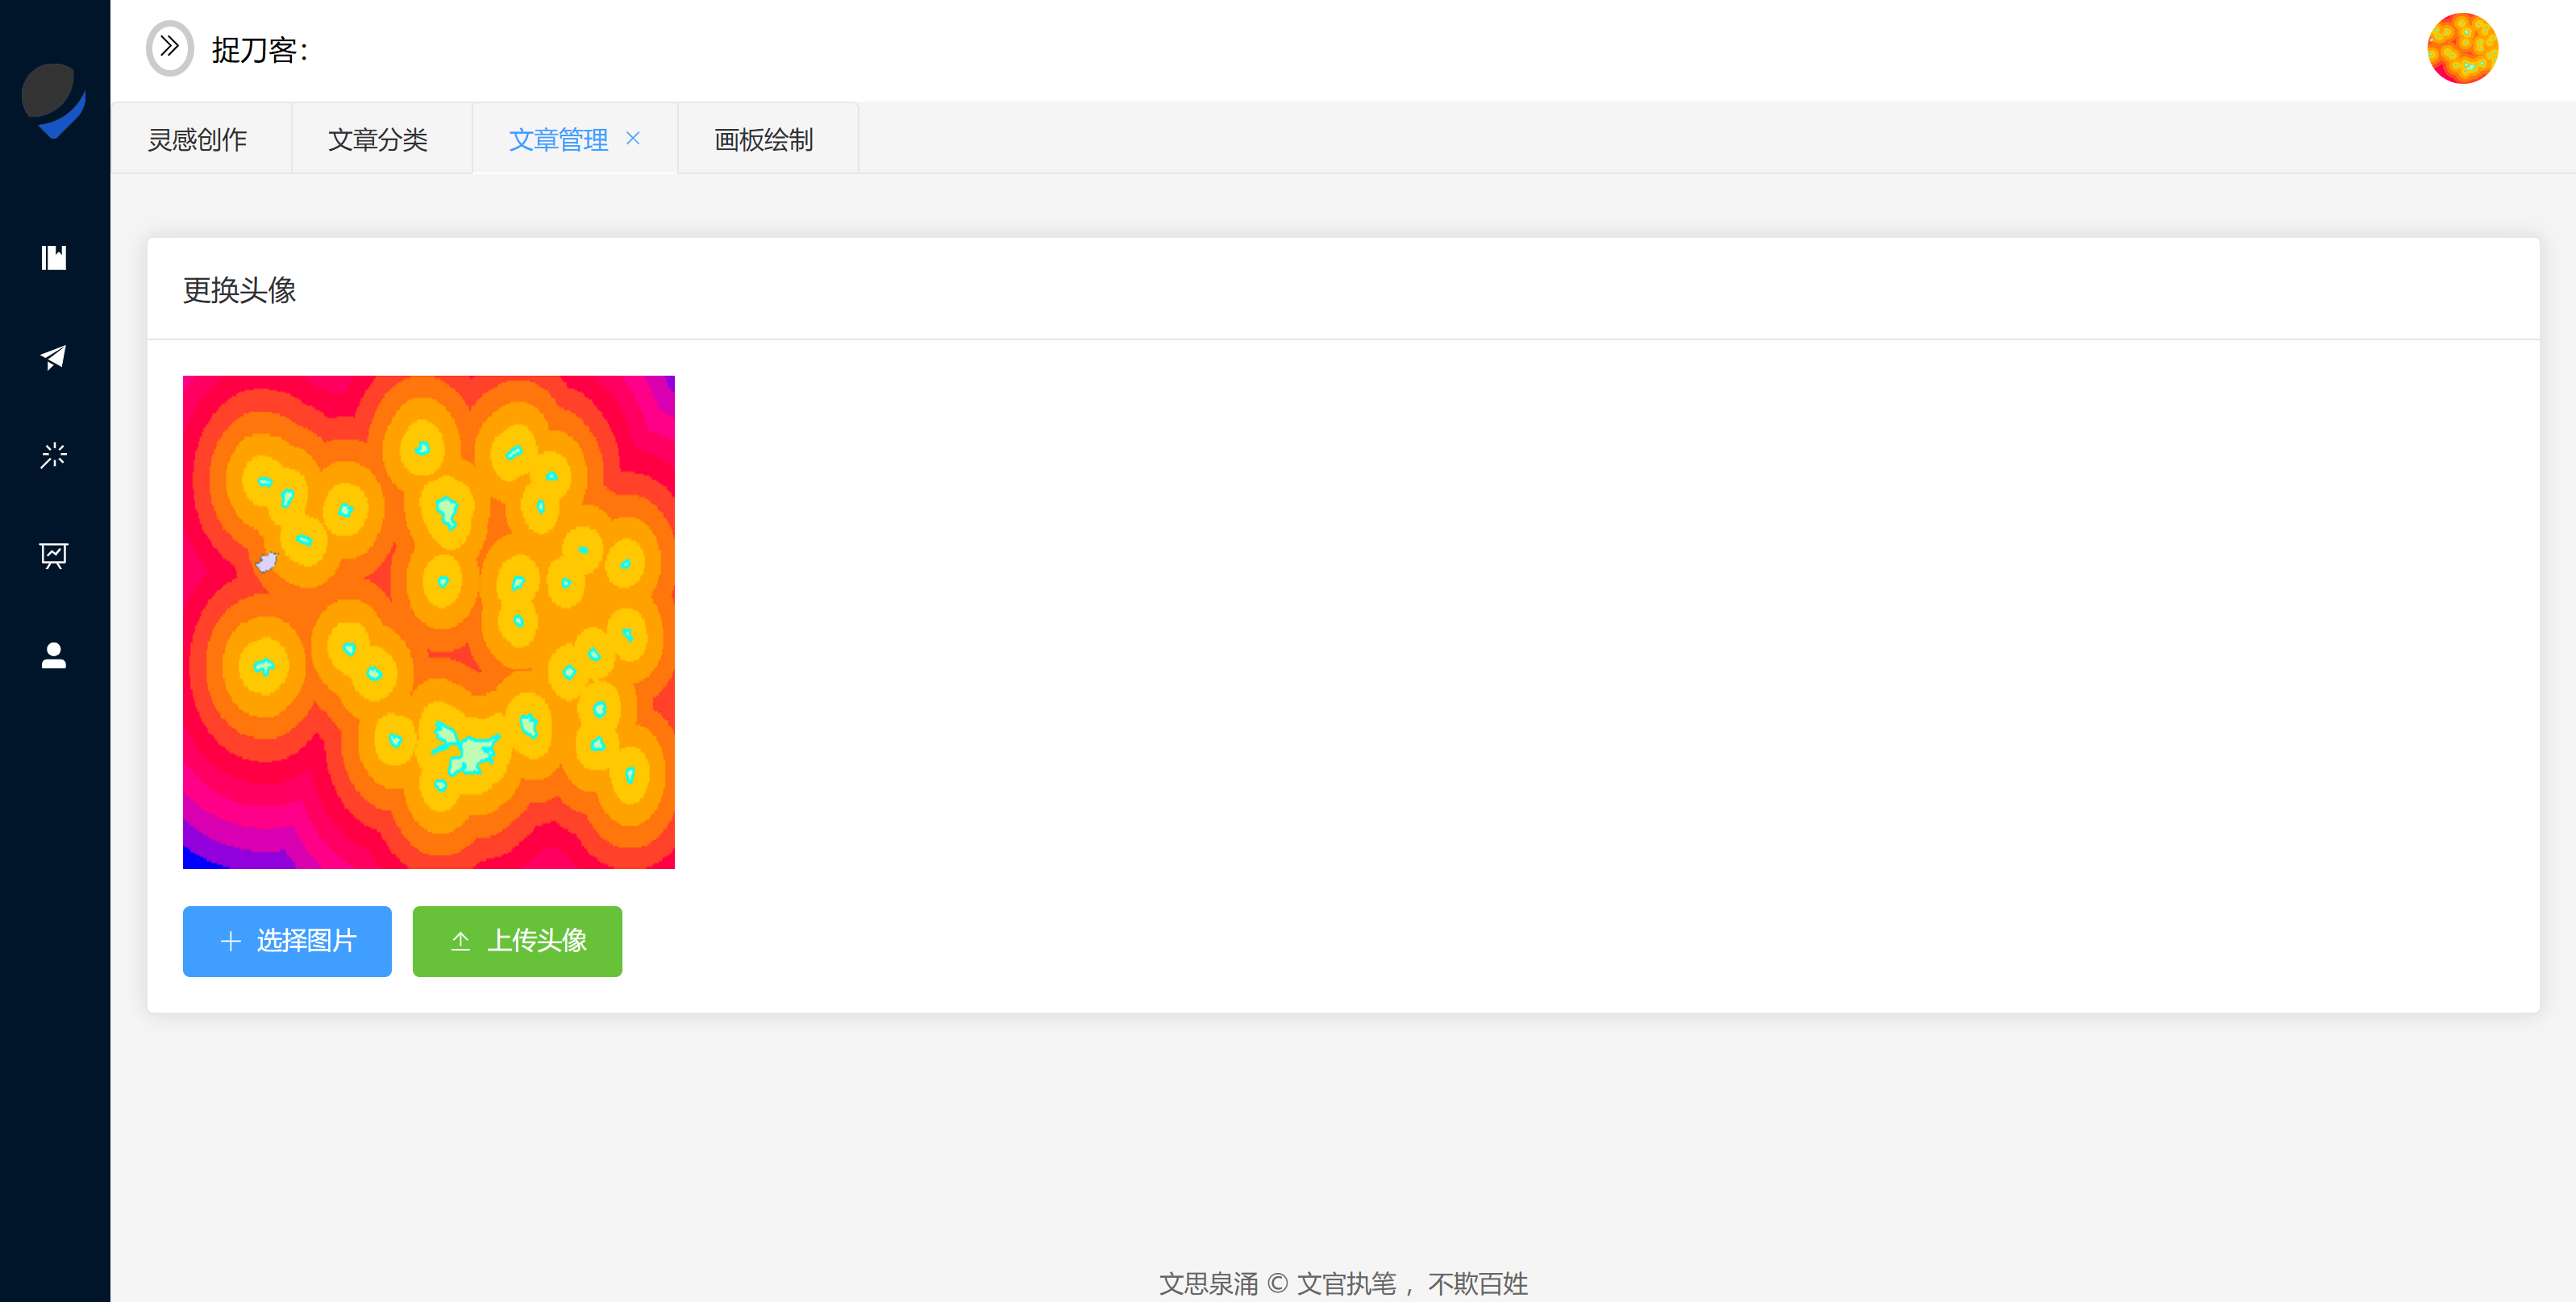 捉刀客：
灵感创作
文章分类
文章管理
画板绘制
更换头像
选择图片
上传头像
文思泉涌 © 文官执笔 ，不欺百姓